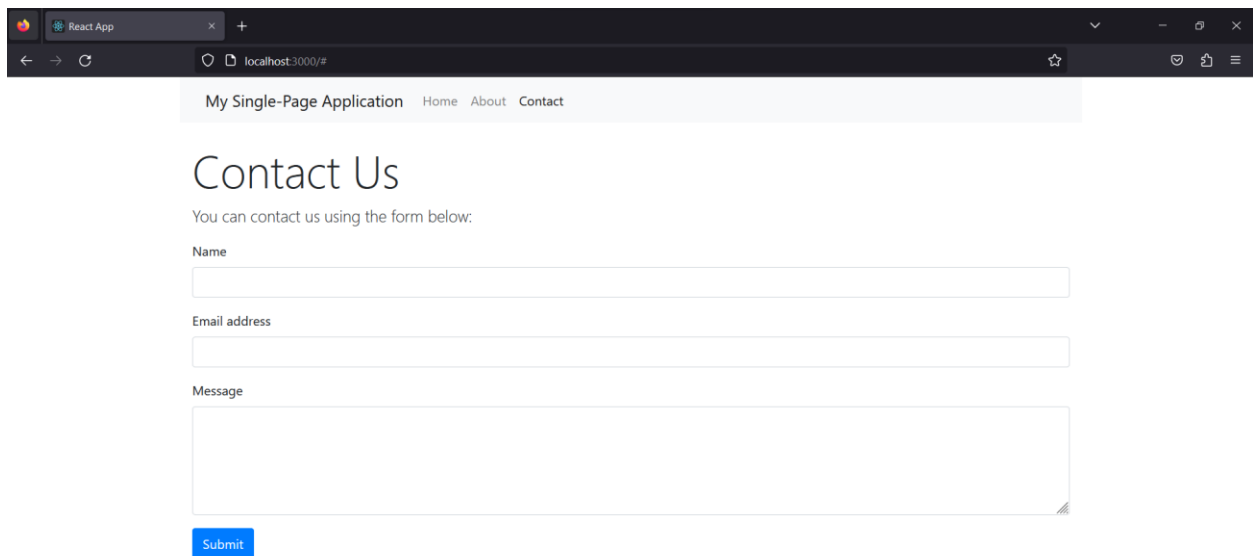 React App
localhost:3000/#
My Single-Page Application Home About Contact
Contact Us
You can contact us using the form below:
Name
Email address
Message
Submit